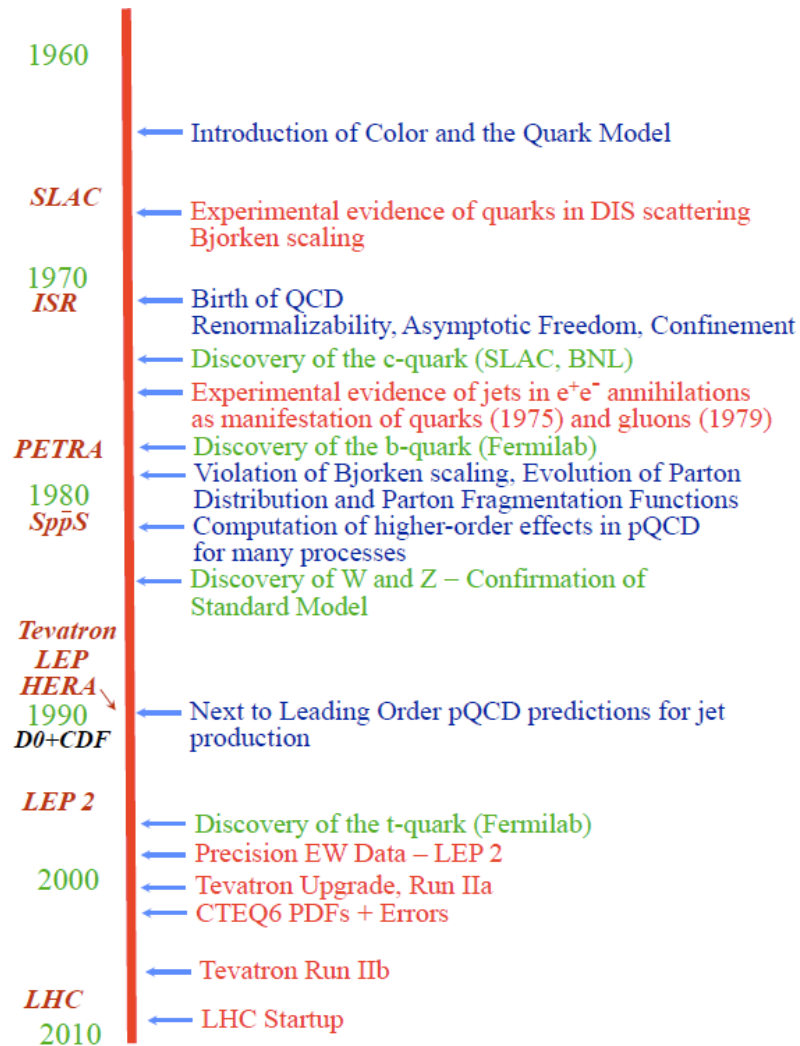 1960
Introduction of Color and the Quark Model
SLAC
Experimental evidence of quarks in DIS scattering
Bjorken scaling
1970
ISR
Birth of QCD
Renormalizability, Asymptotic Freedom, Confinement
Discovery of the c-quark (SLAC, BNL)
Experimental evidence of jets in e⁺e⁻ annihilations
as manifestation of quarks (1975) and gluons (1979)
PETRA
Discovery of the b-quark (Fermilab)
Violation of Bjorken scaling, Evolution of Parton
1980
Distribution and Parton Fragmentation Functions
Spp̄S
Computation of higher-order effects in pQCD
for many processes
Discovery of W and Z – Confirmation of
Standard Model
Tevatron
LEP
HERA
1990
Next to Leading Order pQCD predictions for jet
production
D0+CDF
LEP 2
Discovery of the t-quark (Fermilab)
Precision EW Data – LEP 2
2000
Tevatron Upgrade, Run IIa
CTEQ6 PDFs + Errors
Tevatron Run IIb
LHC
LHC Startup
2010